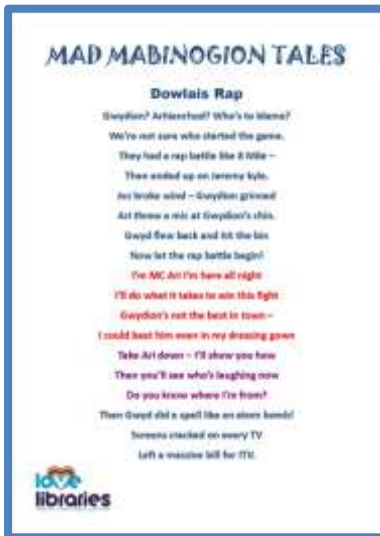 MAD MABINOGION TALES
Dowlais Rap
Gwydion? Arhianrhod? Who's to blame?
We're not sure who started the game.
They had a rap battle like 8 Mile –
Then ended up on Jeremy kyle.
broke wind – Gwydion grinned
Ari threw a mic at Gwydion's chin.
Gwyd flew back and hit the bin
Now let the rap battle begin!
I'm MC Ari I'm here all night
I'll do what it takes to win this fight
Gwydion's not the best in town –
I could beat him even in my dressing gown
Take Ari down – I'll show you how
Then you'll see who's laughing now
Do you know where I'm from?
Then Gwyd did a spell like an atom bomb!
Screens cracked on every TV
Left a massive bill for ITV.
love
libraries